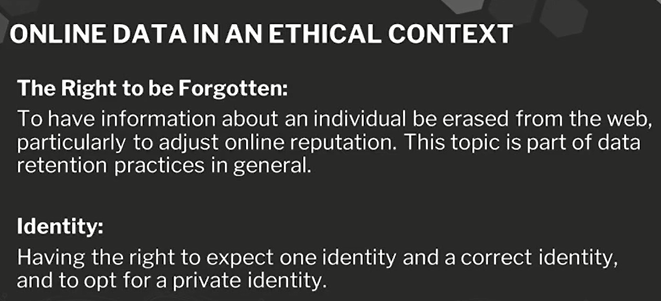 ONLINE DATA IN AN ETHICAL CONTEXT
The Right to be Forgotten:
To have information about an individual be erased from the web,
particularly to adjust online reputation. This topic is part of data
retention practices in general.
Identity:
Having the right to expect one identity and a correct identity,
and to opt for a private identity.